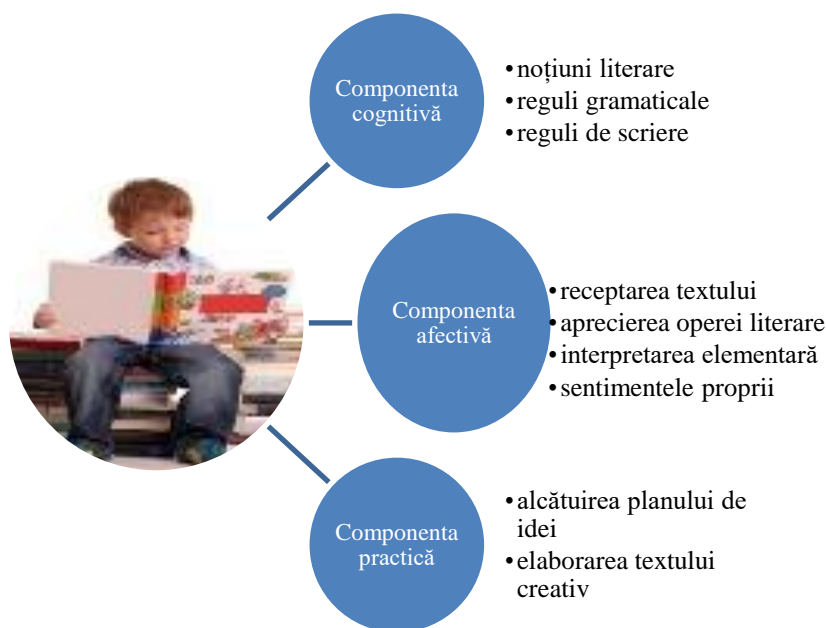 Componenta
cognitivă
•noțiuni literare
•reguli gramaticale
•reguli de scriere
Componenta
afectivă
•receptarea textului
•aprecierea operei literare
•interpretarea elementară
•sentimentele proprii
Componenta
practică
•alcătuirea planului de
idei
•elaborarea textului
creativ